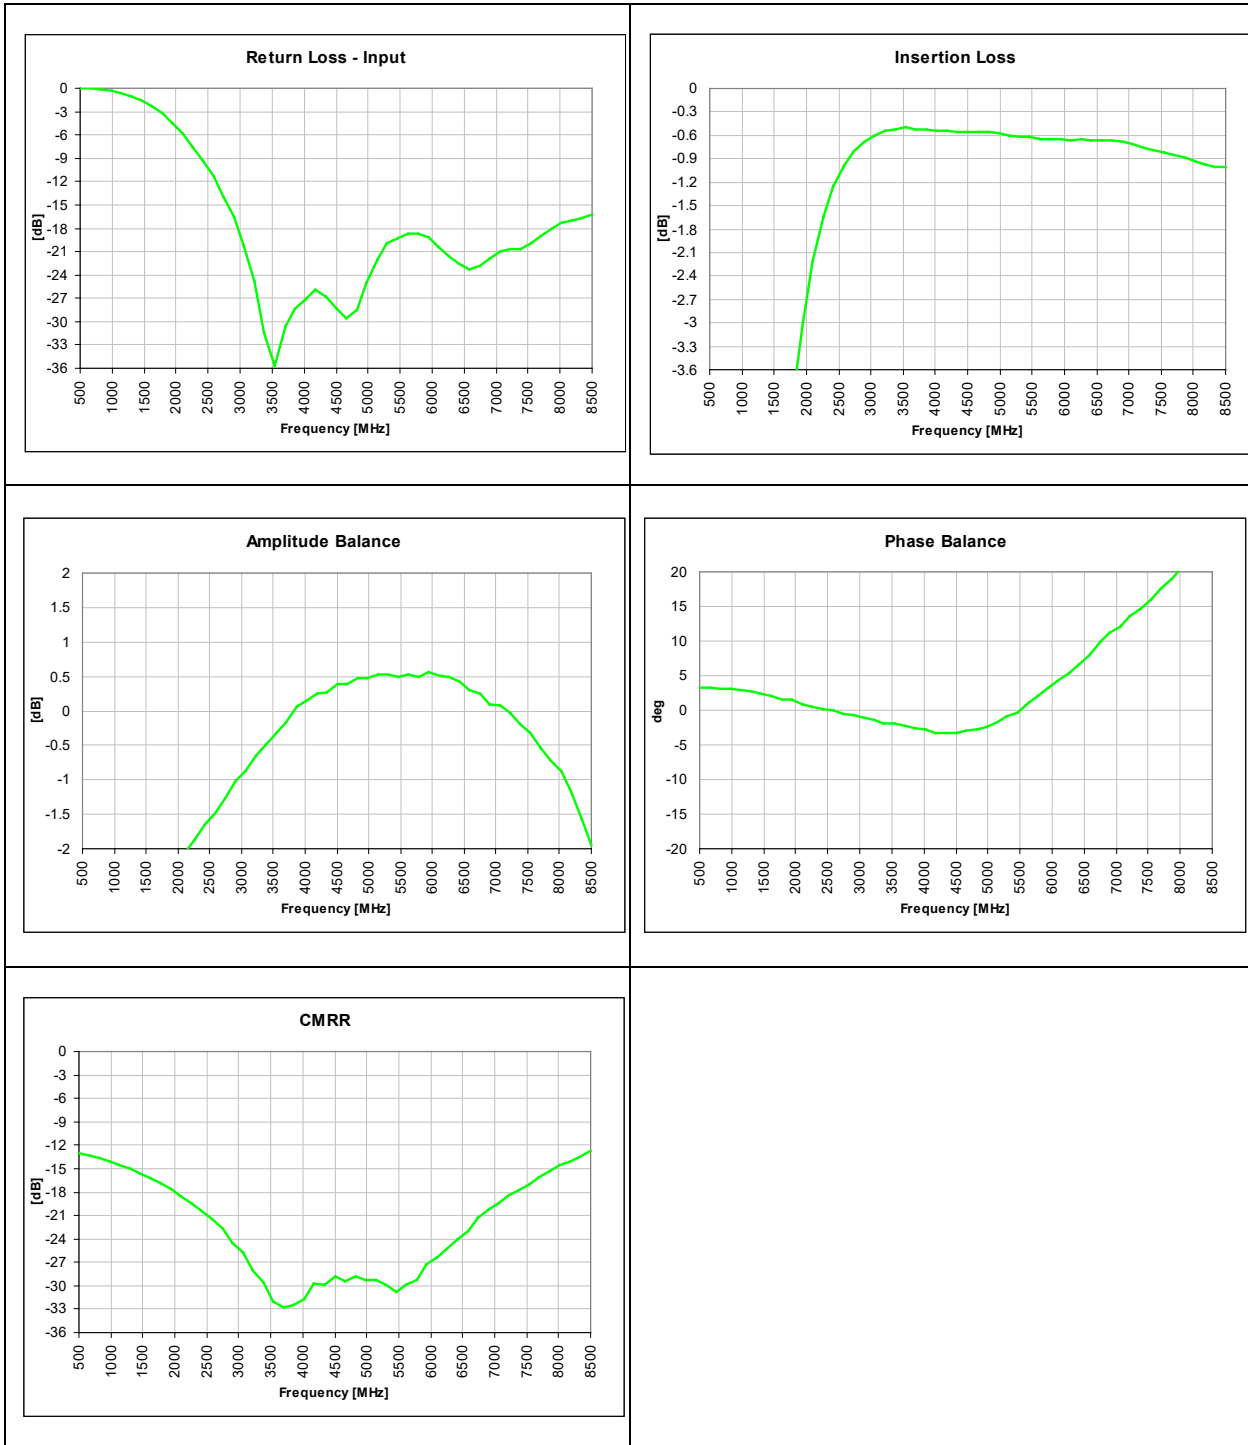 Return Loss - Input
0
-3
-6
-9
-12
-15
-18
-21
-24
-27
-30
-33
-36
[dB]
500 1000 1500 2000 2500 3000 3500 4000 4500 5000 5500 6000 6500 7000 7500 8000 8500
Frequency [MHz]
Insertion Loss
0
-0.3
-0.6
-0.9
-1.2
-1.5
-1.8
-2.1
-2.4
-2.7
-3
-3.3
-3.6
[dB]
500 1000 1500 2000 2500 3000 3500 4000 4500 5000 5500 6000 6500 7000 7500 8000 8500
Frequency [MHz]
Amplitude Balance
2
1.5
1
0.5
0
-0.5
-1
-1.5
-2
[dB]
500 1000 1500 2000 2500 3000 3500 4000 4500 5000 5500 6000 6500 7000 7500 8000 8500
Frequency [MHz]
Phase Balance
20
15
10
5
0
-5
-10
-15
-20
deg
500 1000 1500 2000 2500 3000 3500 4000 4500 5000 5500 6000 6500 7000 7500 8000 8500
Frequency [MHz]
CMRR
0
-3
-6
-9
-12
-15
-18
-21
-24
-27
-30
-33
-36
[dB]
500 1000 1500 2000 2500 3000 3500 4000 4500 5000 5500 6000 6500 7000 7500 8000 8500
Frequency [MHz]